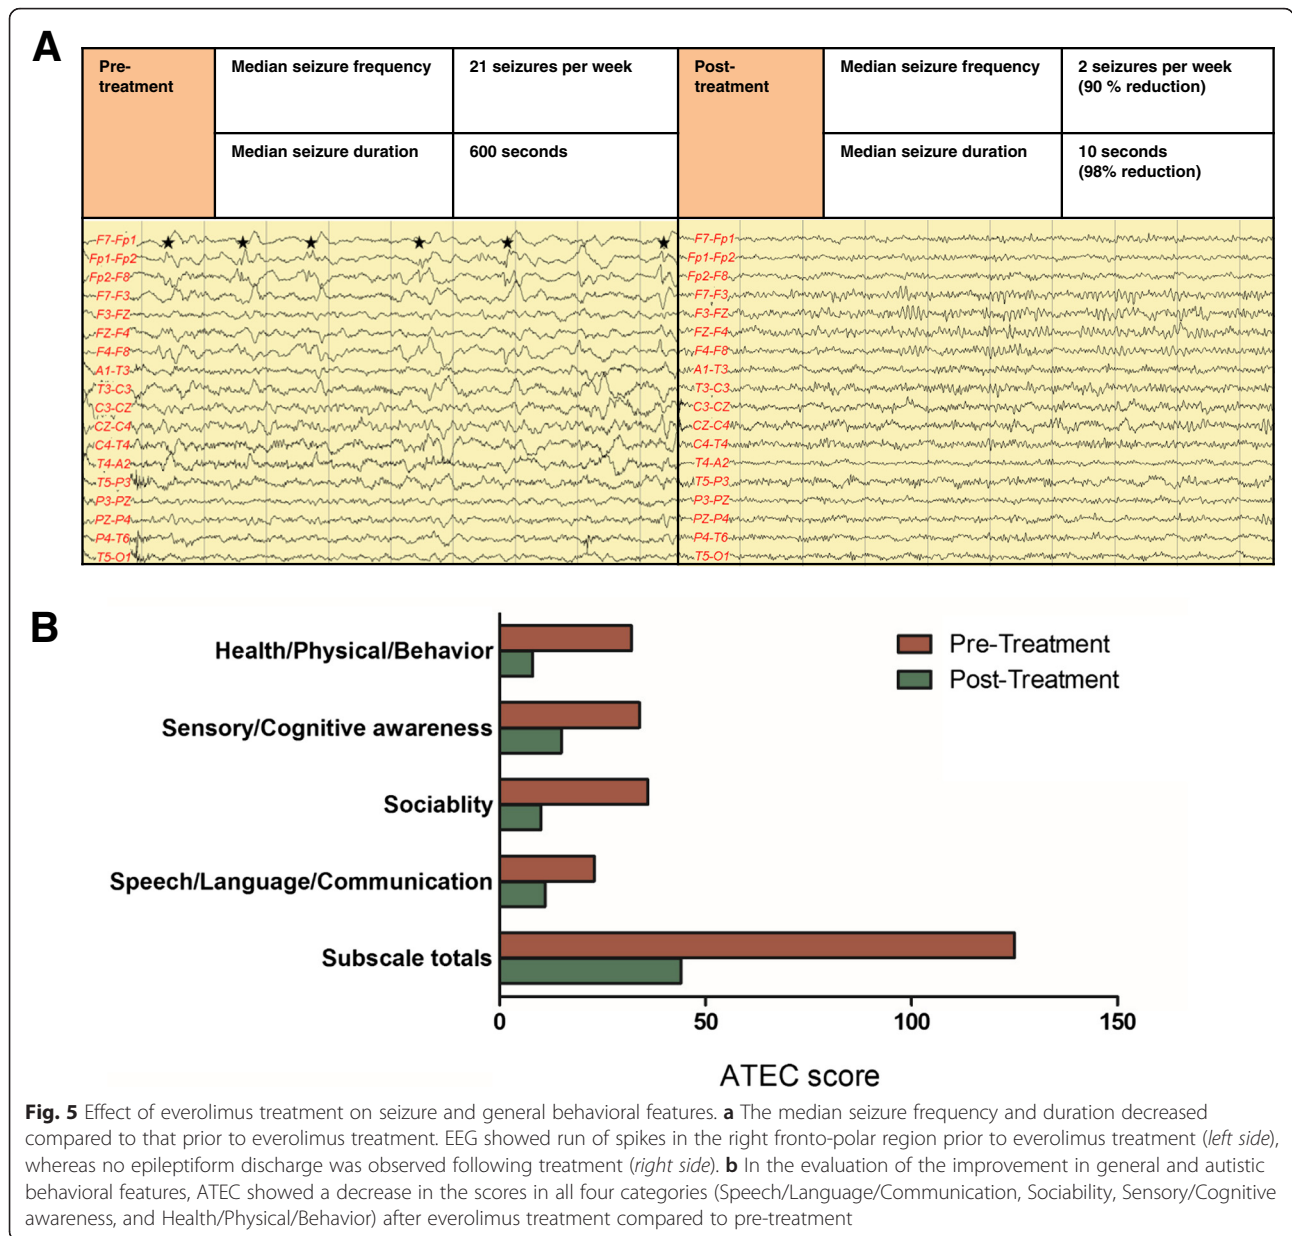 A
Pre-
treatment
Median seizure frequency
21 seizures per week
Post-
treatment
Median seizure frequency
2 seizures per week
(90 % reduction)
Median seizure duration
600 seconds
Median seizure duration
10 seconds
(98% reduction)
F7-Fp1
Fp1-Fp2
Fp2-F8
F7-F3
F3-FZ
FZ-F4
F4-F8
A1-T3
T3-C3
C3-CZ
CZ-C4
C4-T4
T4-A2
T5-P3
P3-PZ
PZ-P4
P4-T6
T5-O1
F7-Fp1
Fp1-Fp2
Fp2-F8
F7-F3
F3-FZ
FZ-F4
F4-F8
A1-T3
T3-C3
C3-CZ
CZ-C4
C4-T4
T4-A2
T5-P3
P3-PZ
PZ-P4
P4-T6
T5-O1
B
Health/Physical/Behavior
Sensory/Cognitive awareness
Sociablity
Speech/Language/Communication
Subscale totals
Pre-Treatment
Post-Treatment
0 50 100 150
ATEC score
Fig. 5 Effect of everolimus treatment on seizure and general behavioral features. a The median seizure frequency and duration decreased
compared to that prior to everolimus treatment. EEG showed run of spikes in the right fronto-polar region prior to everolimus treatment (left side),
whereas no epileptiform discharge was observed following treatment (right side). b In the evaluation of the improvement in general and autistic
behavioral features, ATEC showed a decrease in the scores in all four categories (Speech/Language/Communication, Sociability, Sensory/Cognitive
awareness, and Health/Physical/Behavior) after everolimus treatment compared to pre-treatment